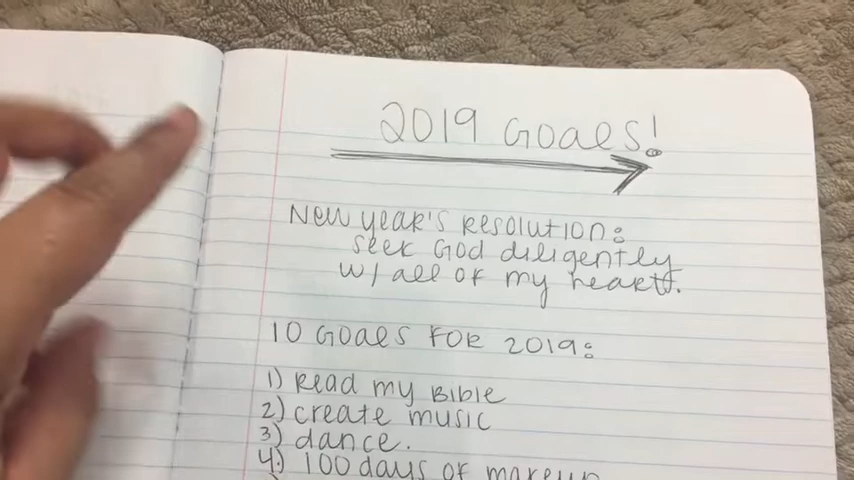 2019 Goals!
New year's Resolution:
seek God diligently
w/ all of my heart.
10 Goals for 2019:
1) Read my Bible
2) create music
3) dance.
4.) 100 days of makeup